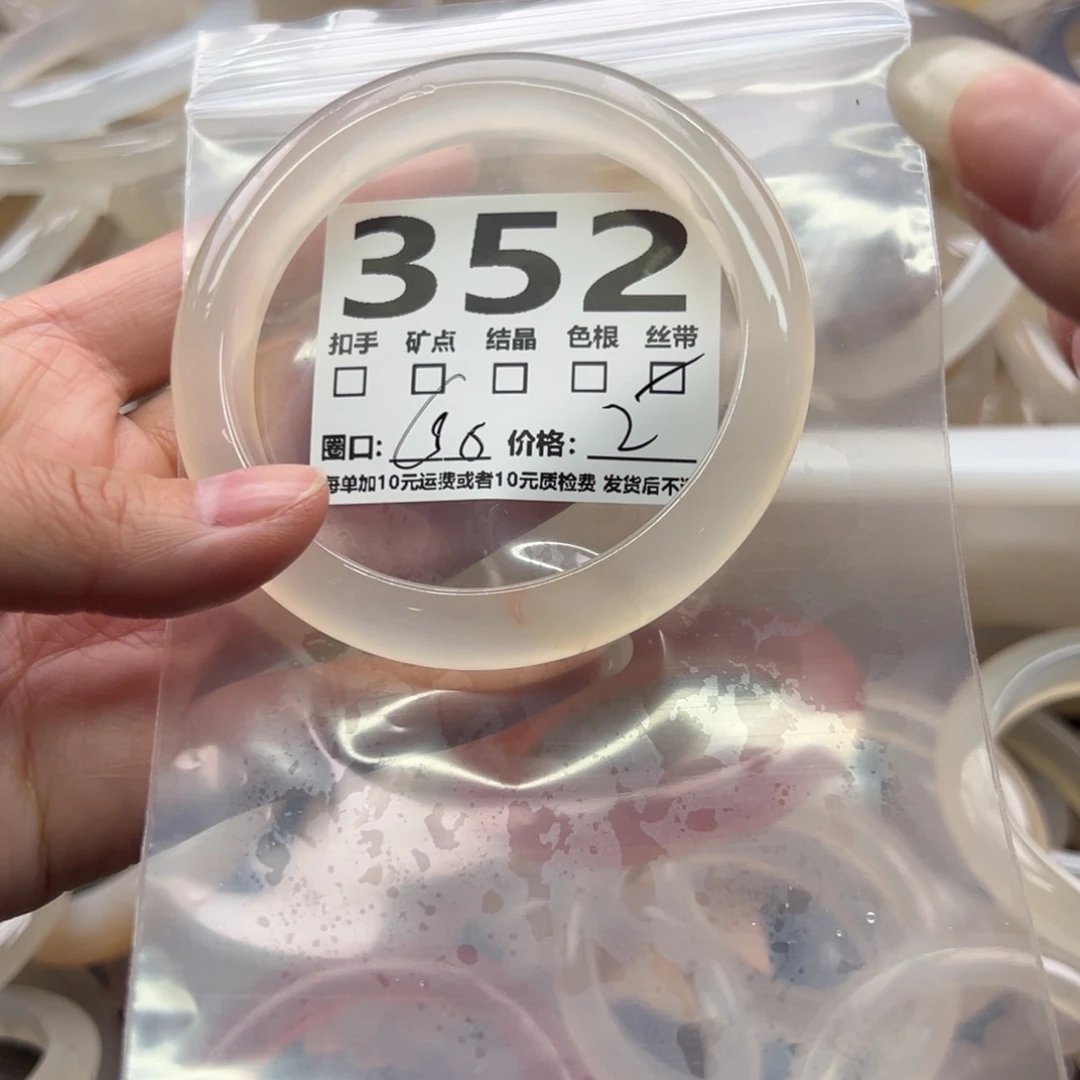 352
扣手 矿点 结晶 色根 丝带
圈口: 价格: 2
每单加10元运费或者10元质检费 发货后不